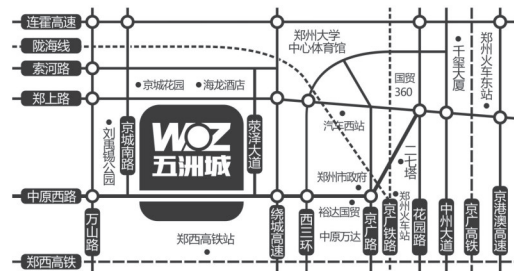 连霍高速
陇海线
索河路
郑上路
中原西路
郑西高铁
郑州大学
中心体育馆
京城花园
海龙酒店
国贸
360
千玺大厦
郑州火车东站
刘禹锡公园
京城南路
WOZ
五洲城
荥泽大道
汽车西站
二七塔
郑州市政府
裕达国贸
中原万达
郑州火车站
郑西高铁站
万山路
绕城高速
西三环
京广路
京广铁路
花园路
中州大道
京广高铁
京港澳高速